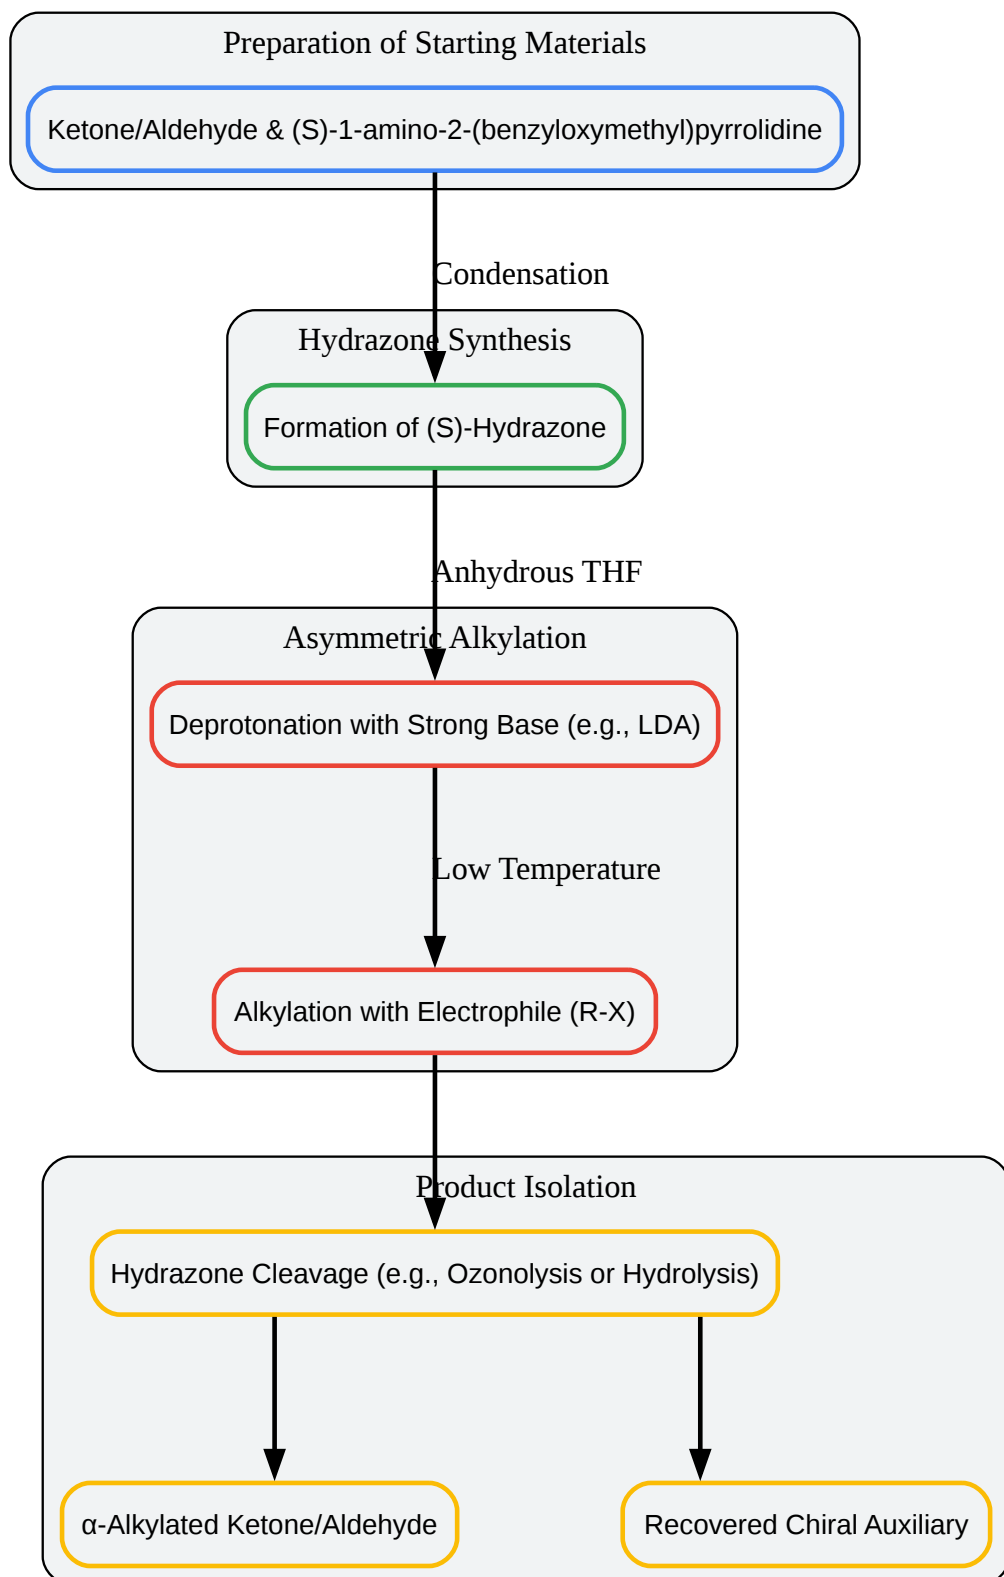 Preparation of Starting Materials
Ketone/Aldehyde & (S)-1-amino-2-(benzyloxymethyl)pyrrolidine
Condensation
Hydrazone Synthesis
Formation of (S)-Hydrazone
Anhydrous THF
Asymmetric Alkylation
Deprotonation with Strong Base (e.g., LDA)
Low Temperature
Alkylation with Electrophile (R-X)
Product Isolation
Hydrazone Cleavage (e.g., Ozonolysis or Hydrolysis)
α-Alkylated Ketone/Aldehyde
Recovered Chiral Auxiliary